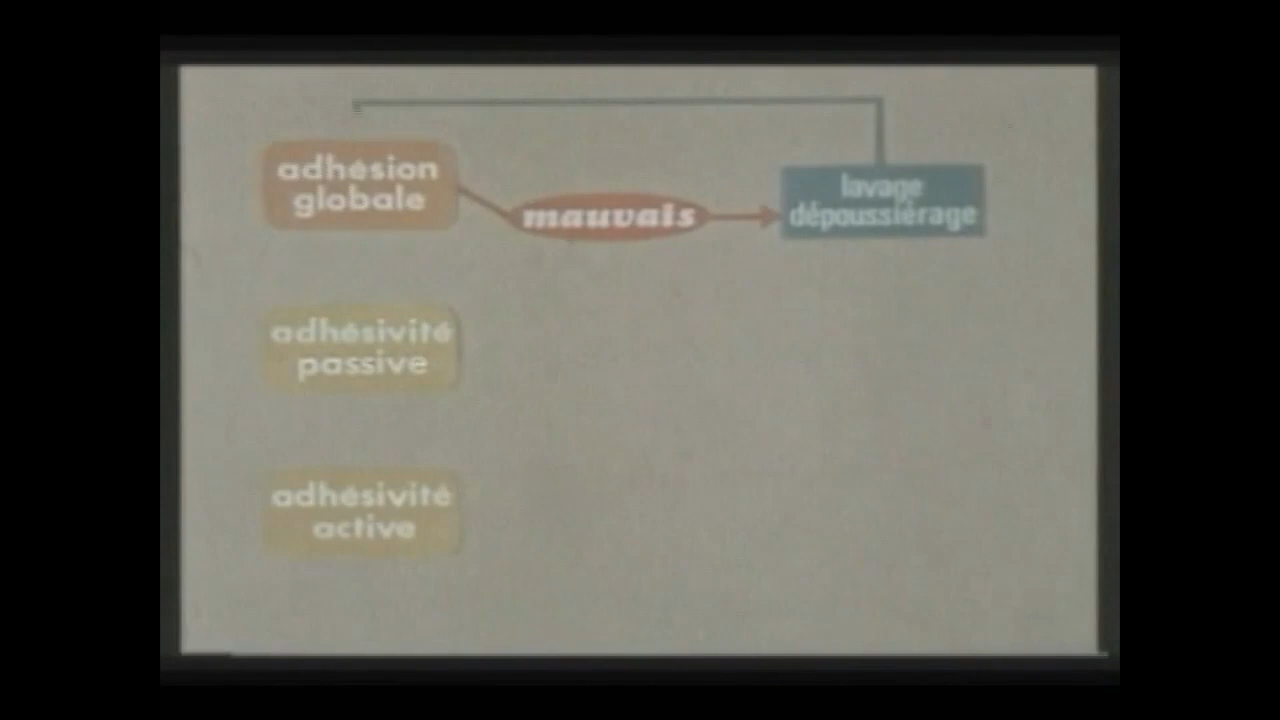 adhésion
globale
mauvais
lavage
dépoussiérage
adhésivité
passive
adhésivité
active